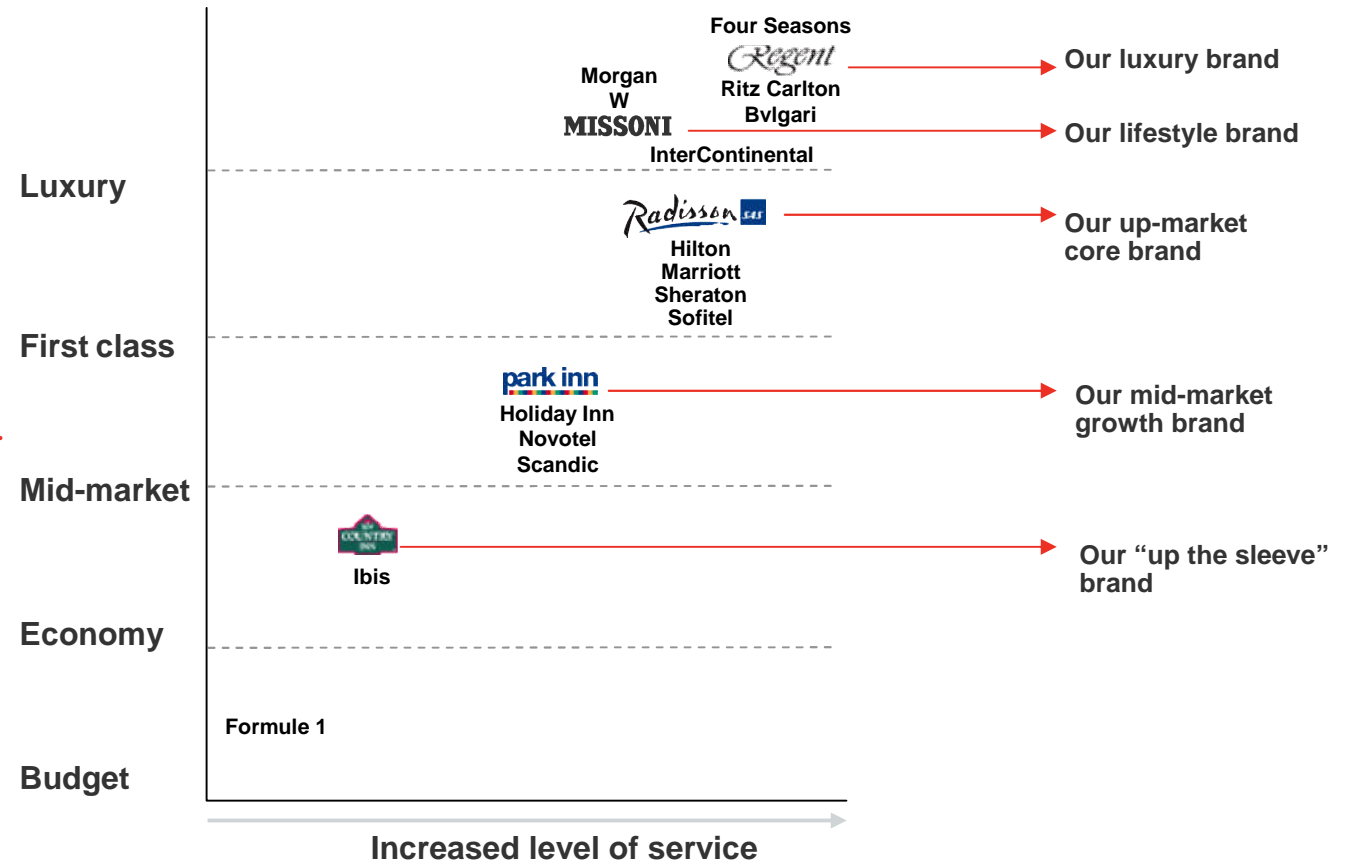 Four Seasons
Regent
Our luxury brand
Morgan
Ritz Carlton
W
Bvlgari
MISSONI
Our lifestyle brand
InterContinental
Luxury
Radisson SAS
Our up-market
core brand
Hilton
Marriott
Sheraton
Sofitel
First class
park inn
Our mid-market
growth brand
Holiday Inn
Novotel
Scandic
Mid-market
COUNTRY
INN
Our “up the sleeve”
brand
Ibis
Economy
Formule 1
Budget
Increased level of service